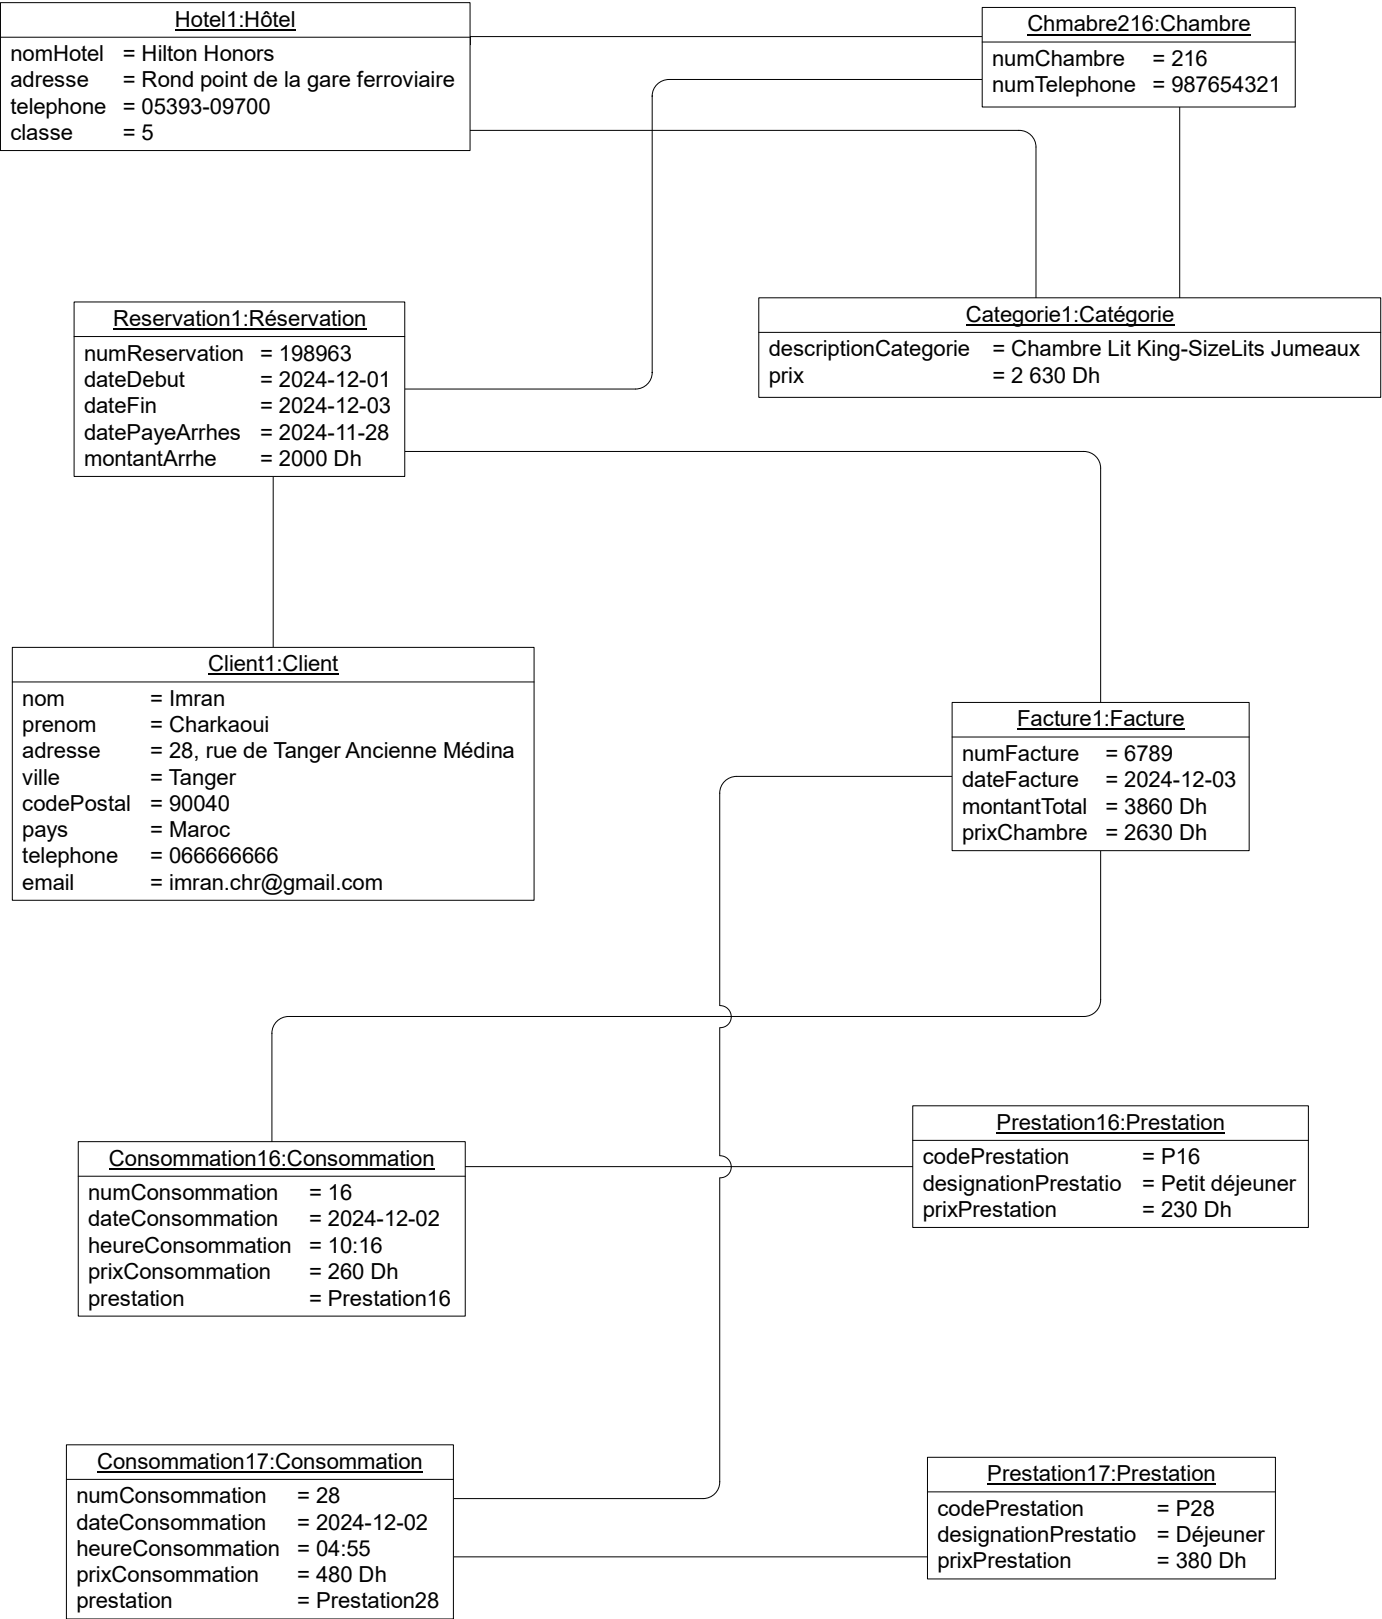 Hotel1:Hôtel
nomHotel = Hilton Honors
adresse = Rond point de la gare ferroviaire
telephone = 05393-09700
classe = 5
Chmabre216:Chambre
numChambre = 216
numTelephone = 987654321
Reservation1:Réservation
numReservation = 198963
dateDebut = 2024-12-01
dateFin = 2024-12-03
datePayeArrhes = 2024-11-28
montantArrhe = 2000 Dh
Categorie1:Catégorie
descriptionCategorie = Chambre Lit King-SizeLits Jumeaux
prix = 2 630 Dh
Client1:Client
nom = Imran
prenom = Charkaoui
adresse = 28, rue de Tanger Ancienne Médina
ville = Tanger
codePostal = 90040
pays = Maroc
telephone = 066666666
email = imran.chr@gmail.com
Facture1:Facture
numFacture = 6789
dateFacture = 2024-12-03
montantTotal = 3860 Dh
prixChambre = 2630 Dh
Consommation16:Consommation
numConsommation = 16
dateConsommation = 2024-12-02
heureConsommation = 10:16
prixConsommation = 260 Dh
prestation = Prestation16
Prestation16:Prestation
codePrestation = P16
designationPrestatio = Petit déjeuner
prixPrestation = 230 Dh
Consommation17:Consommation
numConsommation = 28
dateConsommation = 2024-12-02
heureConsommation = 04:55
prixConsommation = 480 Dh
prestation = Prestation28
Prestation17:Prestation
codePrestation = P28
designationPrestatio = Déjeuner
prixPrestation = 380 Dh